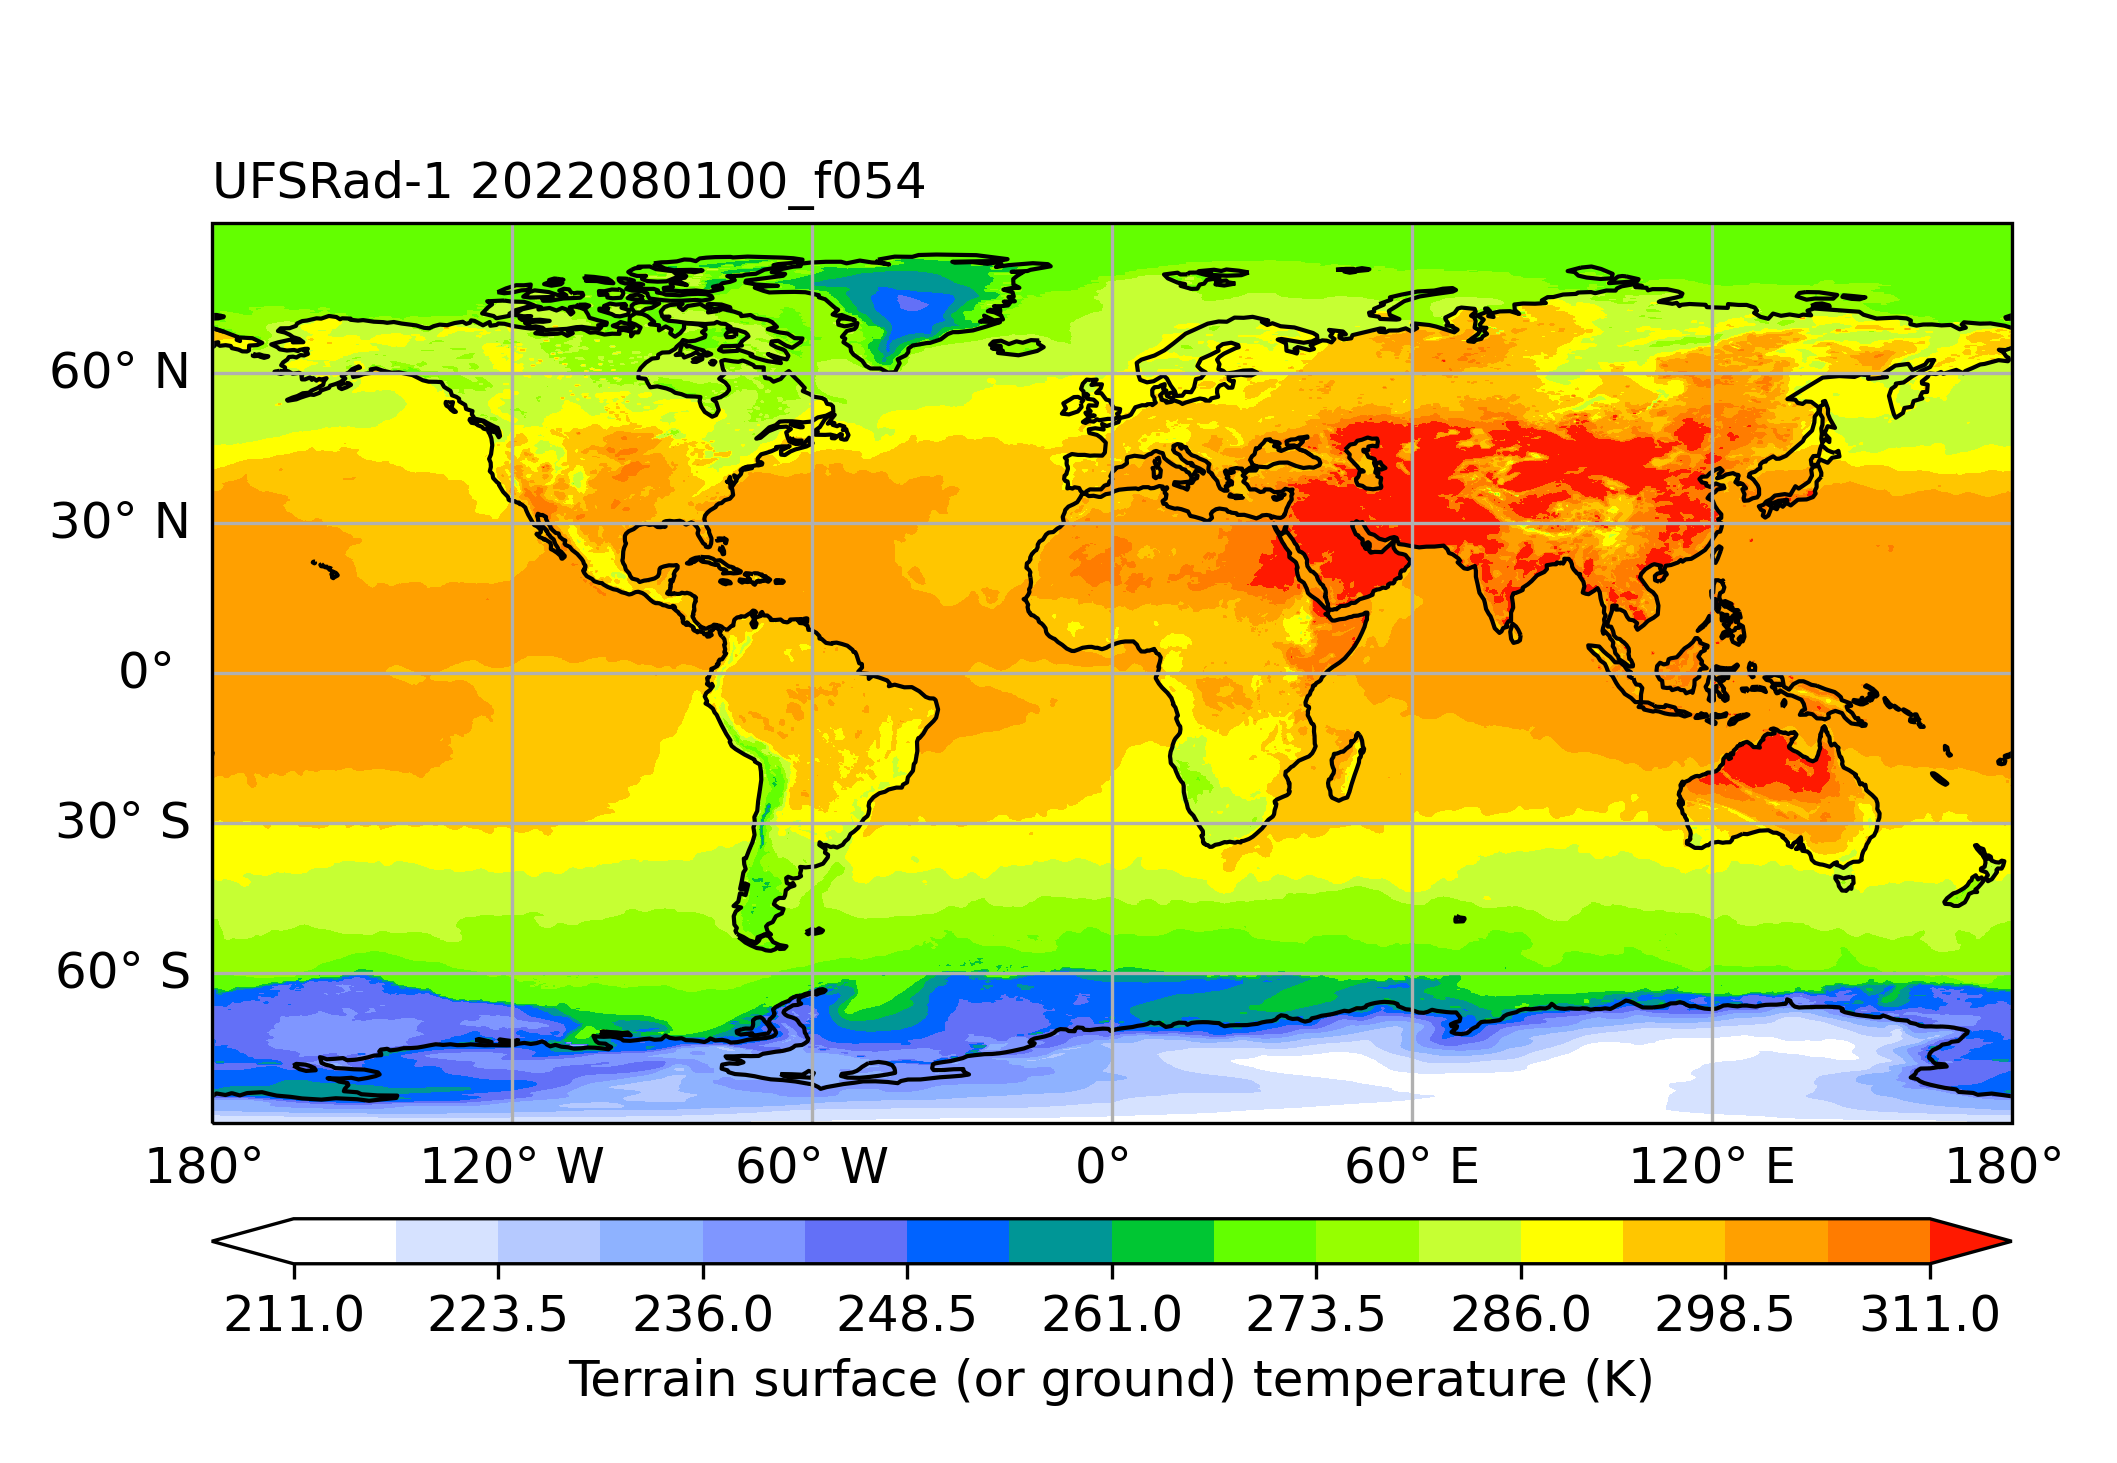 UFSRad-1 2022080100_f054
60° N
30° N
0°
30° S
60° S
180° 120° W 60° W 0° 60° E 120° E 180°
211.0 223.5 236.0 248.5 261.0 273.5 286.0 298.5 311.0
Terrain surface (or ground) temperature (K)